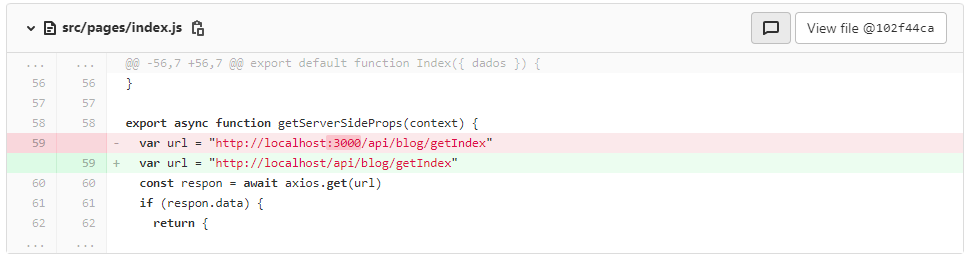 src/pages/index.js View file @102f44ca
... ... @@ -56,7 +56,7 @@ export default function Index({ dados }) {
56 56 }
57 57
58 58 export async function getServerSideProps(context) {
59 - var url = "http://localhost:3000/api/blog/getIndex"
59 + var url = "http://localhost/api/blog/getIndex"
60 60 const respon = await axios.get(url)
61 61 if (respon.data) {
62 62 return {
... ...